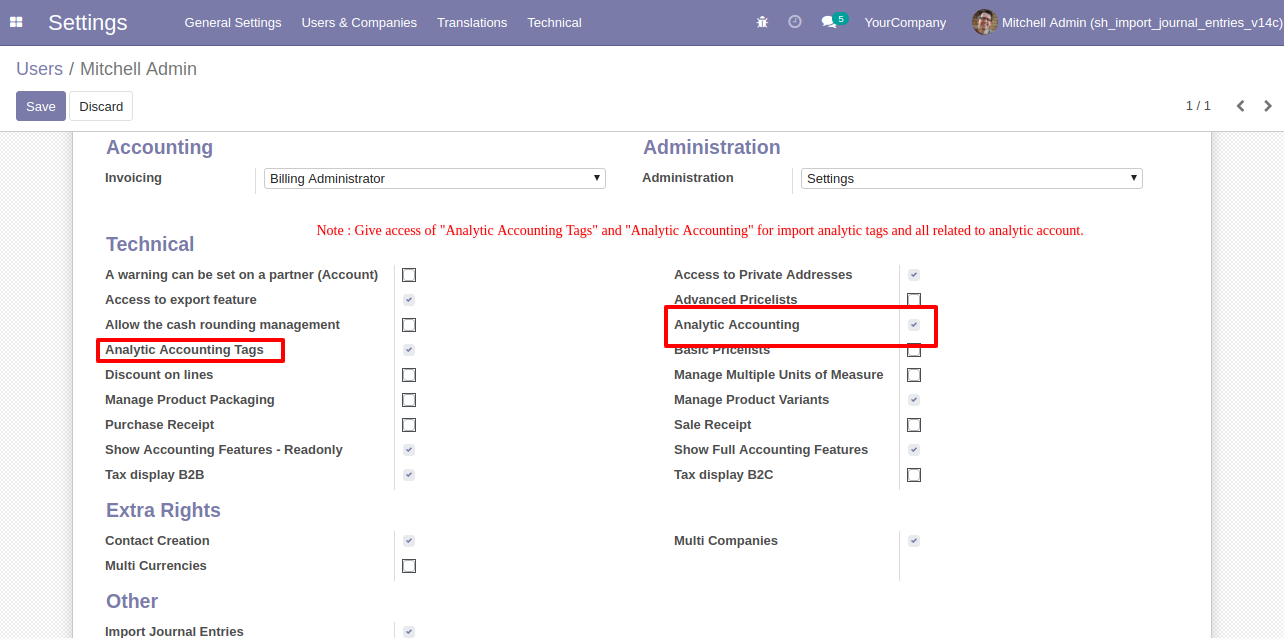 Settings General Settings Users & Companies Translations Technical 5 YourCompany Mitchell Admin (sh_import_journal_entries_v14c)
Users / Mitchell Admin
Save Discard 1 / 1
Accounting Administration
Invoicing Billing Administrator Administration Settings
Note : Give access of "Analytic Accounting Tags" and "Analytic Accounting" for import analytic tags and all related to analytic account.
Technical
A warning can be set on a partner (Account) Access to Private Addresses
Access to export feature Advanced Pricelists
Allow the cash rounding management Analytic Accounting
Analytic Accounting Tags Basic Pricelists
Discount on lines Manage Multiple Units of Measure
Manage Product Packaging Manage Product Variants
Purchase Receipt Sale Receipt
Show Accounting Features - Readonly Show Full Accounting Features
Tax display B2B Tax display B2C
Extra Rights
Contact Creation Multi Companies
Multi Currencies
Other
Import Journal Entries